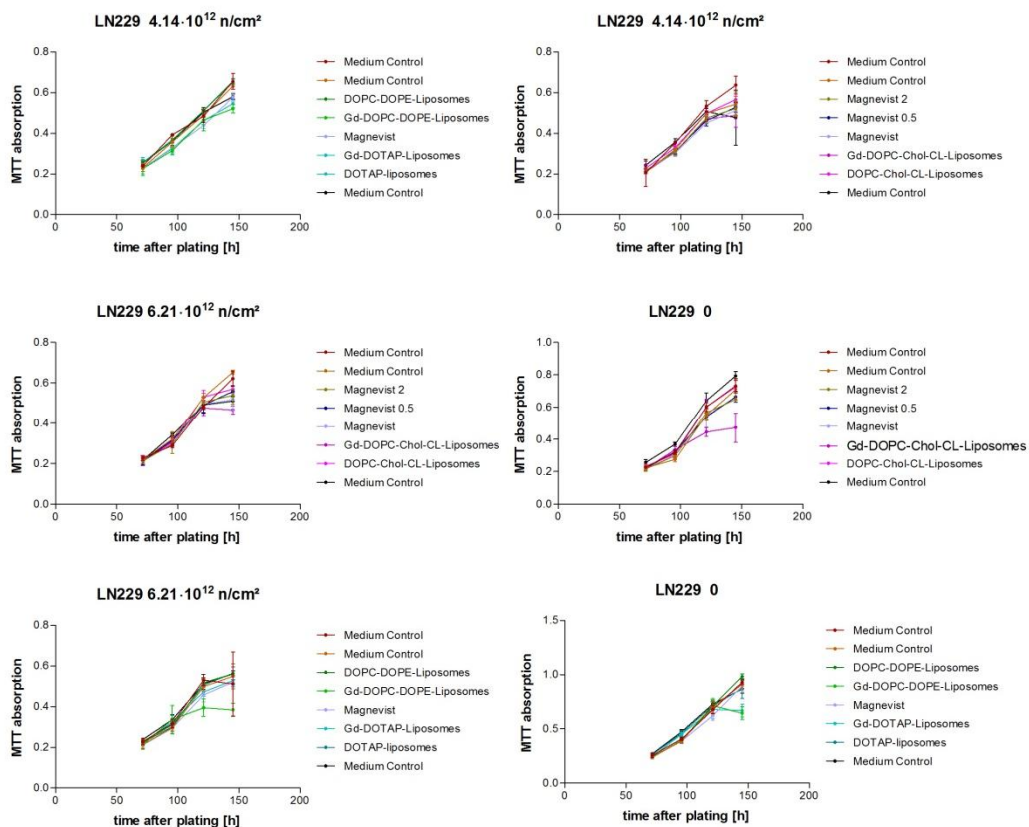 LN229 4.14·10¹² n/cm²
MTT absorption
0.8
0.6
0.4
0.2
0.0
0
50
100
150
200
time after plating [h]
Medium Control
Medium Control
DOPC-DOPE-Liposomes
Gd-DOPC-DOPE-Liposomes
Magnevist
Gd-DOTAP-Liposomes
DOTAP-liposomes
Medium Control
LN229 4.14·10¹² n/cm²
MTT absorption
0.8
0.6
0.4
0.2
0.0
0
50
100
150
200
time after plating [h]
Medium Control
Medium Control
Magnevist 2
Magnevist 0.5
Magnevist
Gd-DOPC-Chol-CL-Liposomes
DOPC-Chol-CL-Liposomes
Medium Control
LN229 6.21·10¹² n/cm²
MTT absorption
0.8
0.6
0.4
0.2
0.0
0
50
100
150
200
time after plating [h]
Medium Control
Medium Control
Magnevist 2
Magnevist 0.5
Magnevist
Gd-DOPC-Chol-CL-Liposomes
DOPC-Chol-CL-Liposomes
Medium Control
LN229 0
MTT absorption
1.0
0.8
0.6
0.4
0.2
0.0
0
50
100
150
200
time after plating [h]
Medium Control
Medium Control
Magnevist 2
Magnevist 0.5
Magnevist
Gd-DOPC-Chol-CL-Liposomes
DOPC-Chol-CL-Liposomes
Medium Control
LN229 6.21·10¹² n/cm²
MTT absorption
0.8
0.6
0.4
0.2
0.0
0
50
100
150
200
time after plating [h]
Medium Control
Medium Control
DOPC-DOPE-Liposomes
Gd-DOPC-DOPE-Liposomes
Magnevist
Gd-DOTAP-Liposomes
DOTAP-liposomes
Medium Control
LN229 0
MTT absorption
1.5
1.0
0.5
0.0
0
50
100
150
200
time after plating [h]
Medium Control
Medium Control
DOPC-DOPE-Liposomes
Gd-DOPC-DOPE-Liposomes
Magnevist
Gd-DOTAP-Liposomes
DOTAP-liposomes
Medium Control